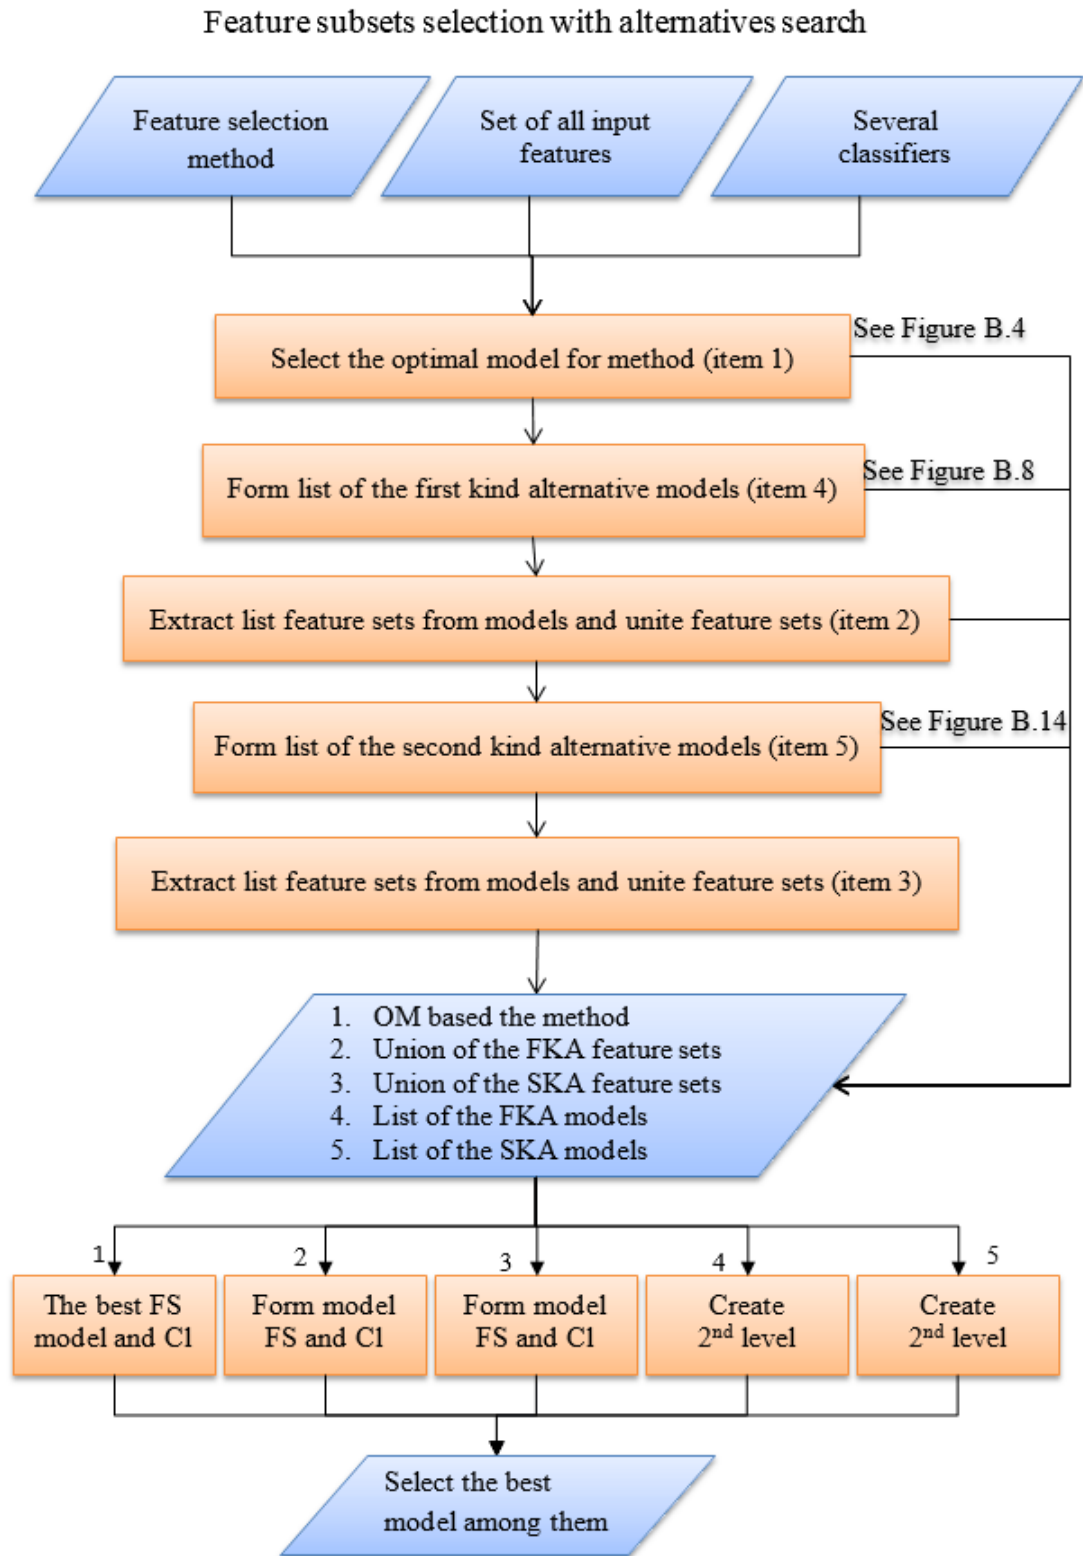 Feature subsets selection with alternatives search
Feature selection
method
Set of all input
features
Several
classifiers
See Figure B.4
Select the optimal model for method (item 1)
See Figure B.8
Form list of the first kind alternative models (item 4)
Extract list feature sets from models and unite feature sets (item 2)
See Figure B.14
Form list of the second kind alternative models (item 5)
Extract list feature sets from models and unite feature sets (item 3)
1. OM based the method
2. Union of the FKA feature sets
3. Union of the SKA feature sets
4. List of the FKA models
5. List of the SKA models
1
2
3
4
5
The best FS
model and Cl
Form model
FS and Cl
Form model
FS and Cl
Create
2nd level
Create
2nd level
Select the best
model among them